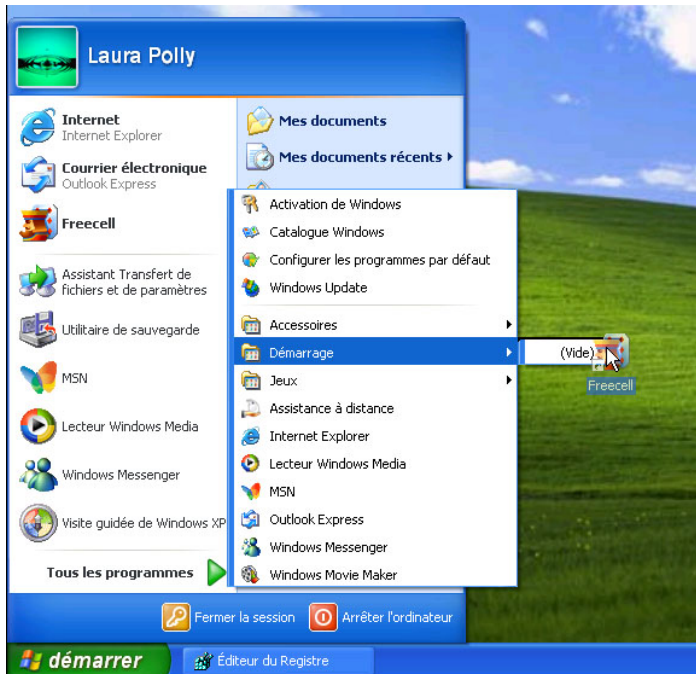 Laura Polly
Internet
Internet Explorer
Courrier électronique
Outlook Express
Freecell
Assistant Transfert de
fichiers et de paramètres
Utilitaire de sauvegarde
MSN
Lecteur Windows Media
Windows Messenger
Visite guidée de Windows XP
Tous les programmes
Mes documents
Mes documents récents
Activation de Windows
Catalogue Windows
Configurer les programmes par défaut
Windows Update
Accessoires
Démarrage
Jeux
Assistance à distance
Internet Explorer
Lecteur Windows Media
MSN
Outlook Express
Windows Messenger
Windows Movie Maker
(Vide)
Freecell
Fermer la session
Arrêter l'ordinateur
démarrer
Éditeur du Registre